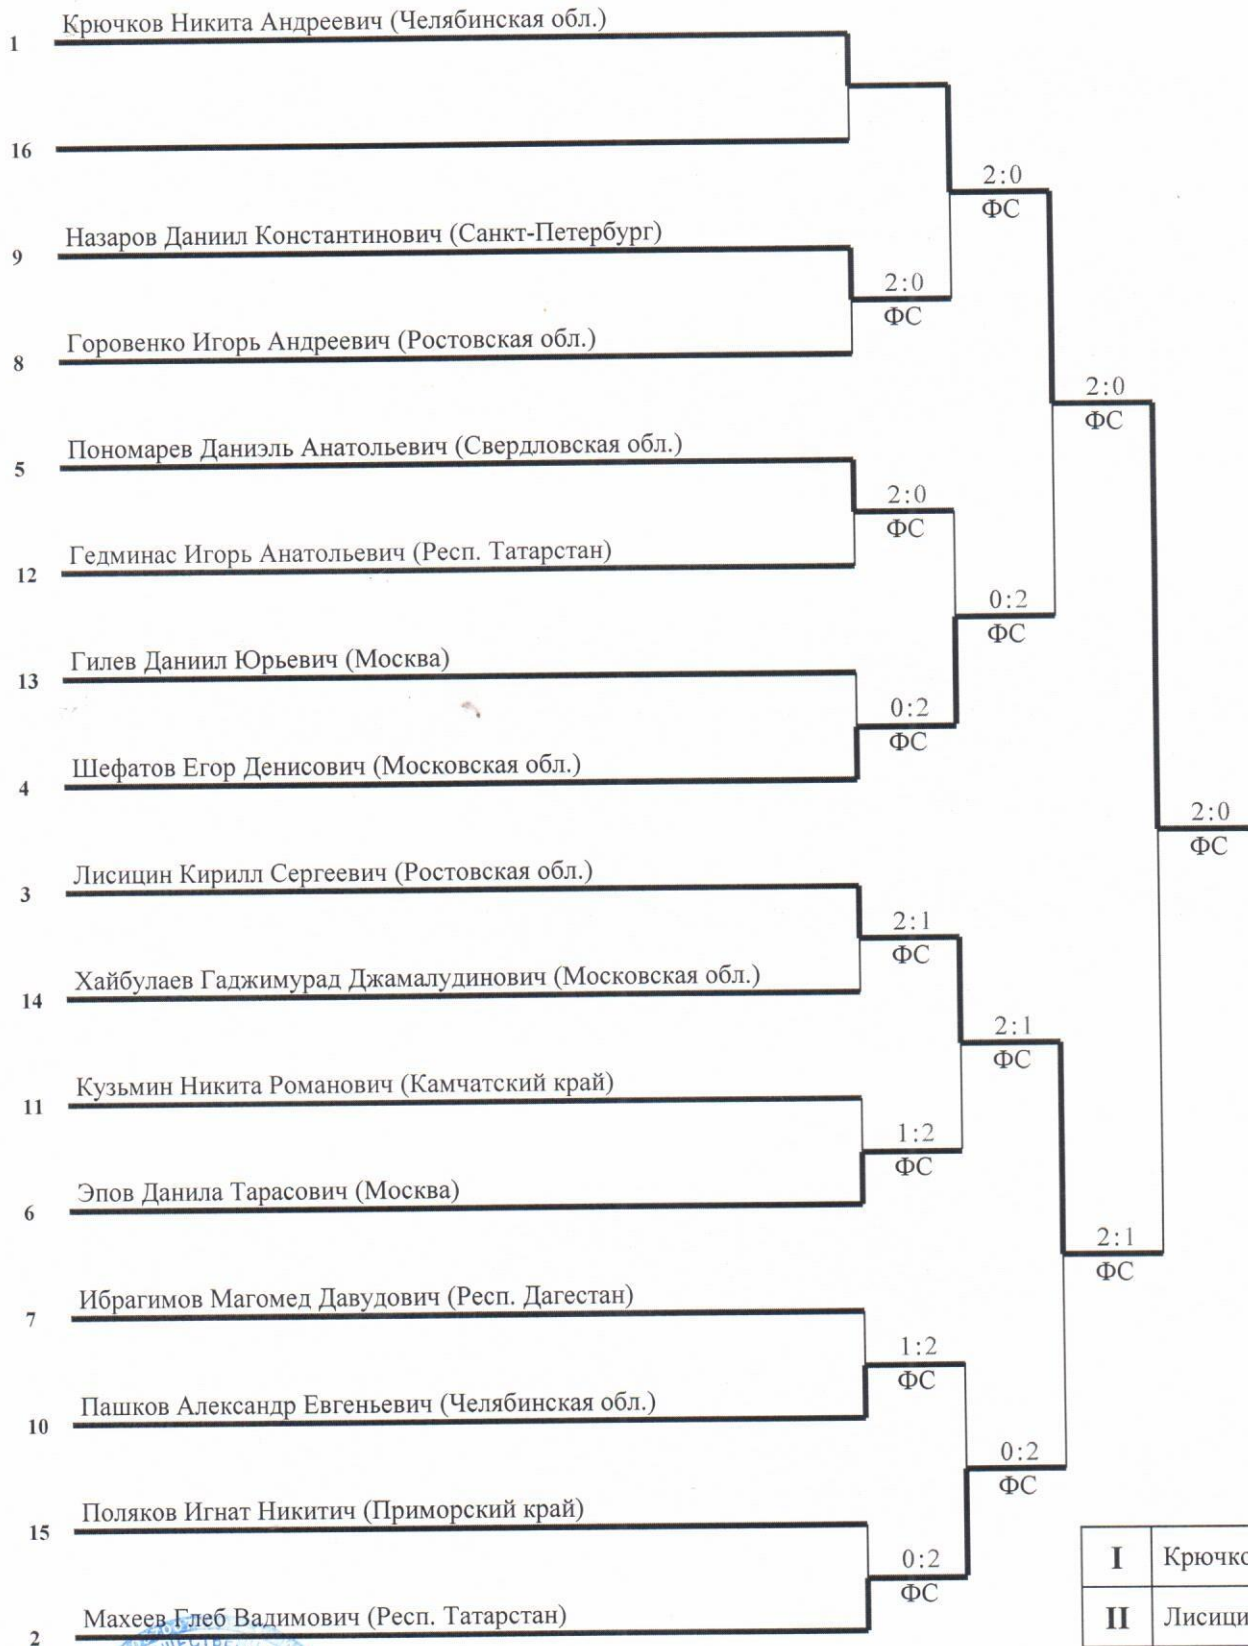 Крючков Никита Андреевич (Челябинская обл.)
1
16
2:0
ФС
Назаров Даниил Константинович (Санкт-Петербург)
9
2:0
ФС
Горовенко Игорь Андреевич (Ростовская обл.)
8
2:0
ФС
Пономарев Даниэль Анатольевич (Свердловская обл.)
5
2:0
ФС
Гедминас Игорь Анатольевич (Респ. Татарстан)
12
0:2
ФС
Гилев Даниил Юрьевич (Москва)
13
0:2
ФС
Шефатов Егор Денисович (Московская обл.)
4
2:0
ФС
Лисицин Кирилл Сергеевич (Ростовская обл.)
3
2:1
ФС
Хайбулаев Гаджимурад Джамалудинович (Московская обл.)
14
2:1
ФС
Кузьмин Никита Романович (Камчатский край)
11
1:2
ФС
Эпов Данила Тарасович (Москва)
6
2:1
ФС
Ибрагимов Магомед Давудович (Респ. Дагестан)
7
1:2
ФС
Пашков Александр Евгеньевич (Челябинская обл.)
10
0:2
ФС
Поляков Игнат Никитич (Приморский край)
15
0:2
ФС
I Крючко
Махеев Глеб Вадимович (Респ. Татарстан)
2
II Лисици